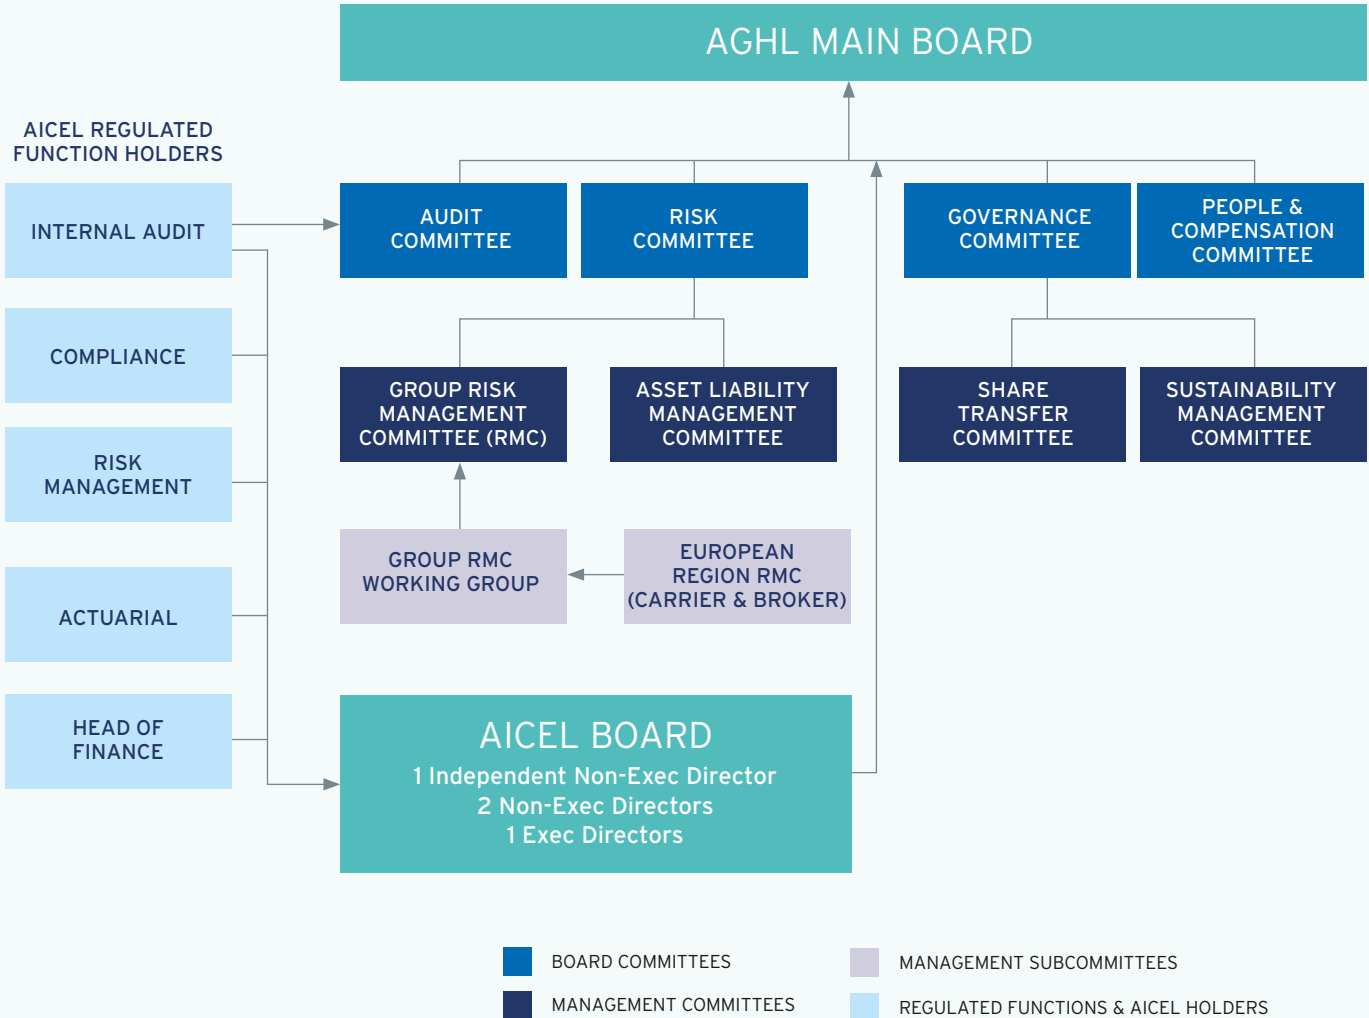 AGHL MAIN BOARD
AICEL REGULATED
FUNCTION HOLDERS
INTERNAL AUDIT
COMPLIANCE
RISK
MANAGEMENT
ACTUARIAL
HEAD OF
FINANCE
AUDIT
COMMITTEE
RISK
COMMITTEE
GOVERNANCE
COMMITTEE
PEOPLE &
COMPENSATION
COMMITTEE
GROUP RISK
MANAGEMENT
COMMITTEE (RMC)
ASSET LIABILITY
MANAGEMENT
COMMITTEE
SHARE
TRANSFER
COMMITTEE
SUSTAINABILITY
MANAGEMENT
COMMITTEE
GROUP RMC
WORKING GROUP
EUROPEAN
REGION RMC
(CARRIER & BROKER)
AICEL BOARD
1 Independent Non-Exec Director
2 Non-Exec Directors
1 Exec Directors
BOARD COMMITTEES
MANAGEMENT COMMITTEES
MANAGEMENT SUBCOMMITTEES
REGULATED FUNCTIONS & AICEL HOLDERS